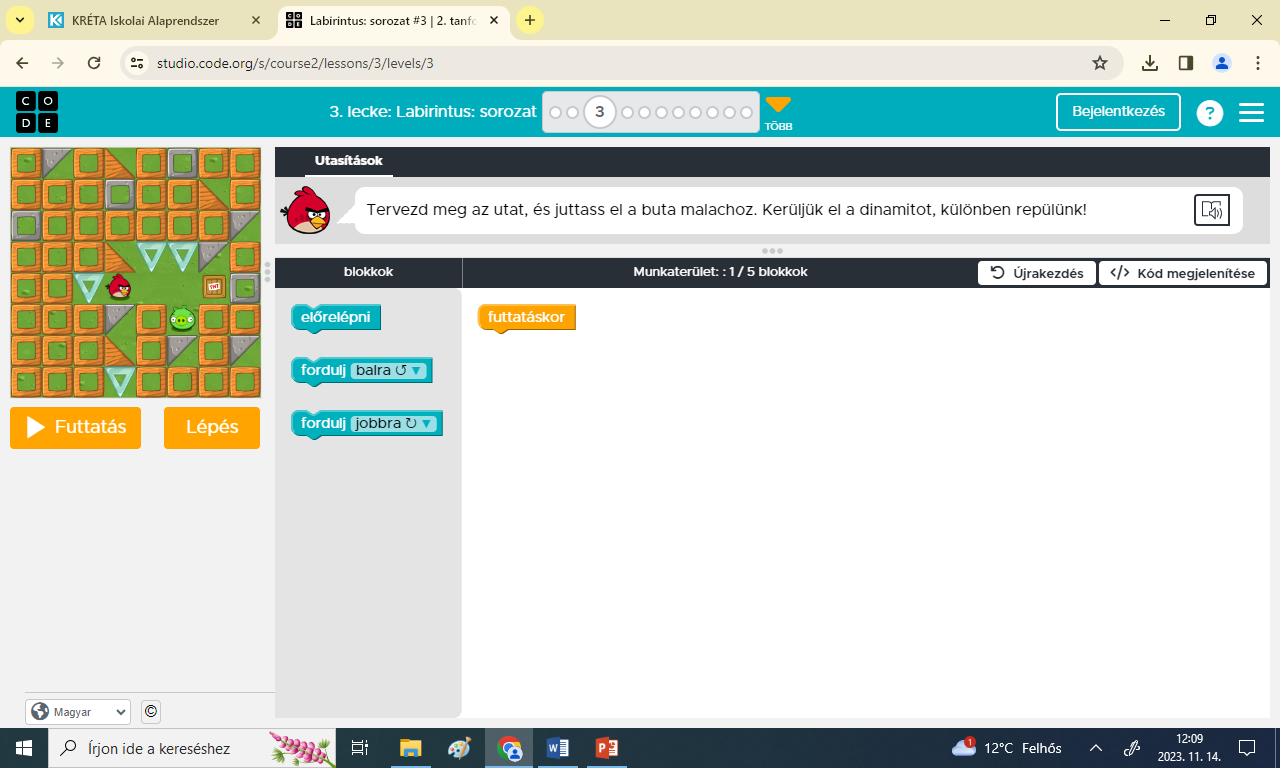 KRÉTA Iskolai Alaprendszer
Labirintus: sorozat #3 | 2. tanfo
studio.code.org/s/course2/lessons/3/levels/3
C O
D E
3. lecke: Labirintus: sorozat
3
TÖBB
Bejelentkezés
?
Utasítások
Tervezd meg az utat, és juttass el a buta malachoz. Kerüljük el a dinamitot, különben repülünk!
blokkok
Munkaterület: : 1 / 5 blokkok
Újrakezdés
</> Kód megjelenítése
TNT
előrelépni
fordulj balra ↺ ▼
fordulj jobbra ↻ ▼
futtatáskor
Futtatás
Lépés
Magyar
©
Írjon ide a kereséshez
W
P
1
12°C Felhős
12:09
2023. 11. 14.